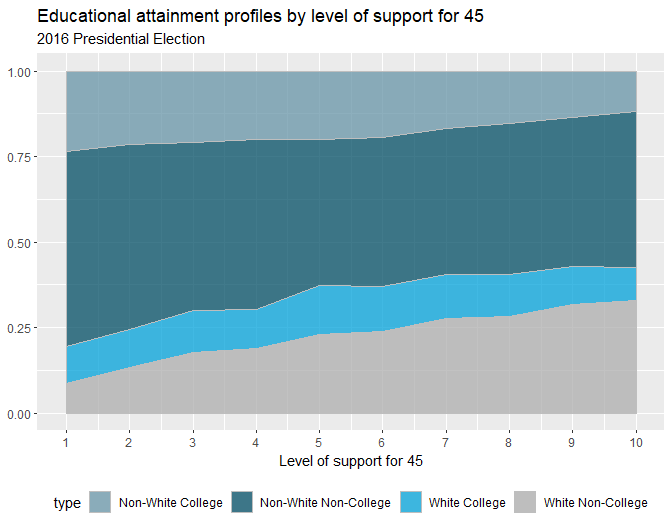 Educational attainment profiles by level of support for 45
2016 Presidential Election
1.00
0.75
0.50
0.25
0.00
1 2 3 4 5 6 7 8 9 10
Level of support for 45
type Non-White College Non-White Non-College White College White Non-College